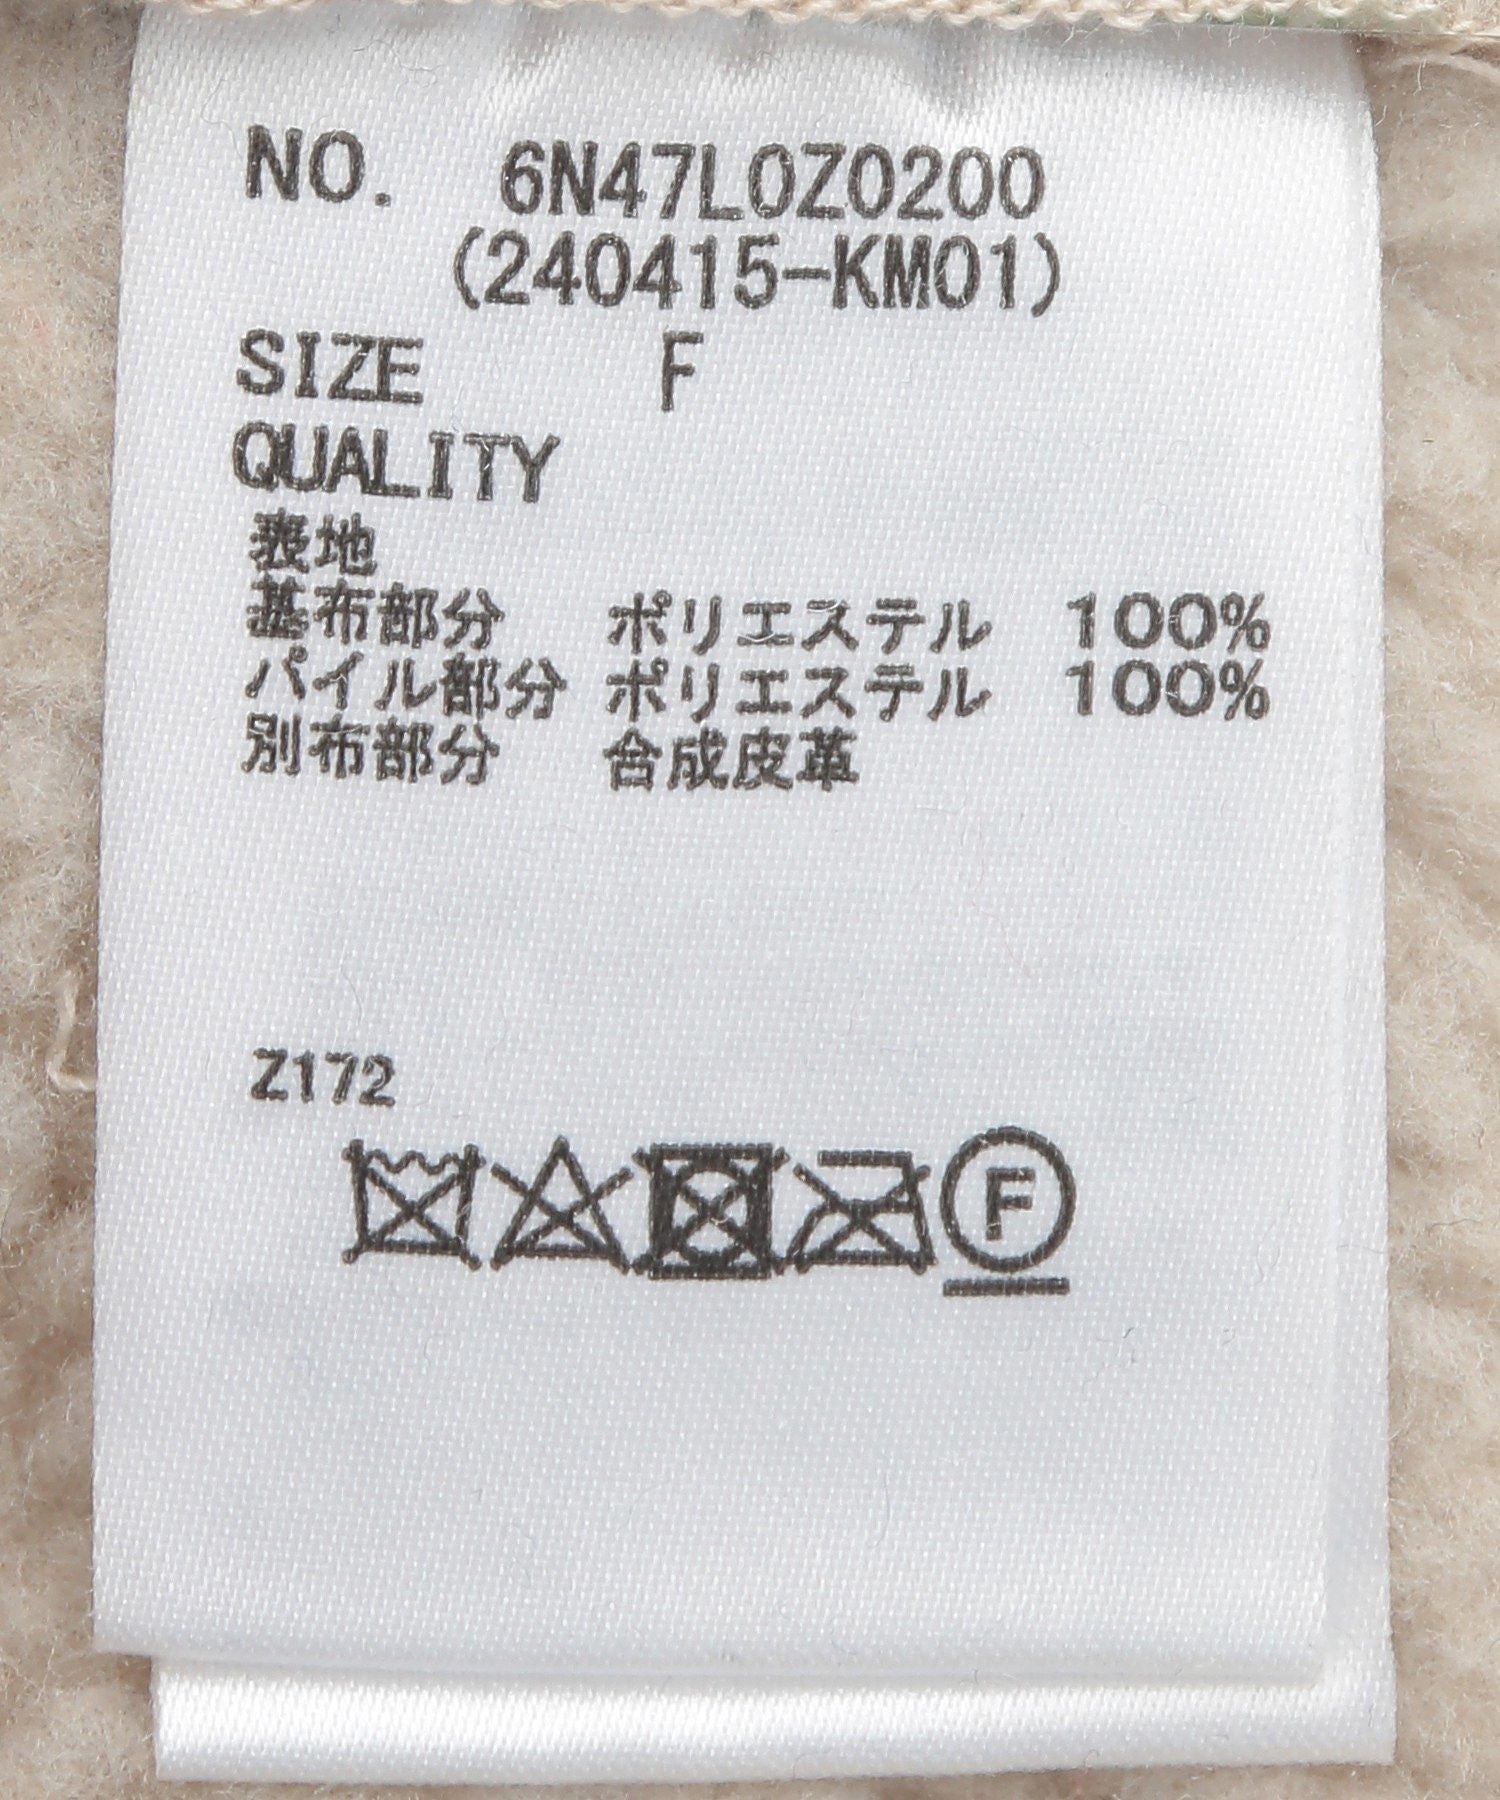 NO. 6N47L0Z0200
(240415-KM01)
SIZE F
QUALITY
表地
基布部分 ポリエステル 100%
パイル部分 ポリエステル 100%
別布部分 合成皮革
Z172
F